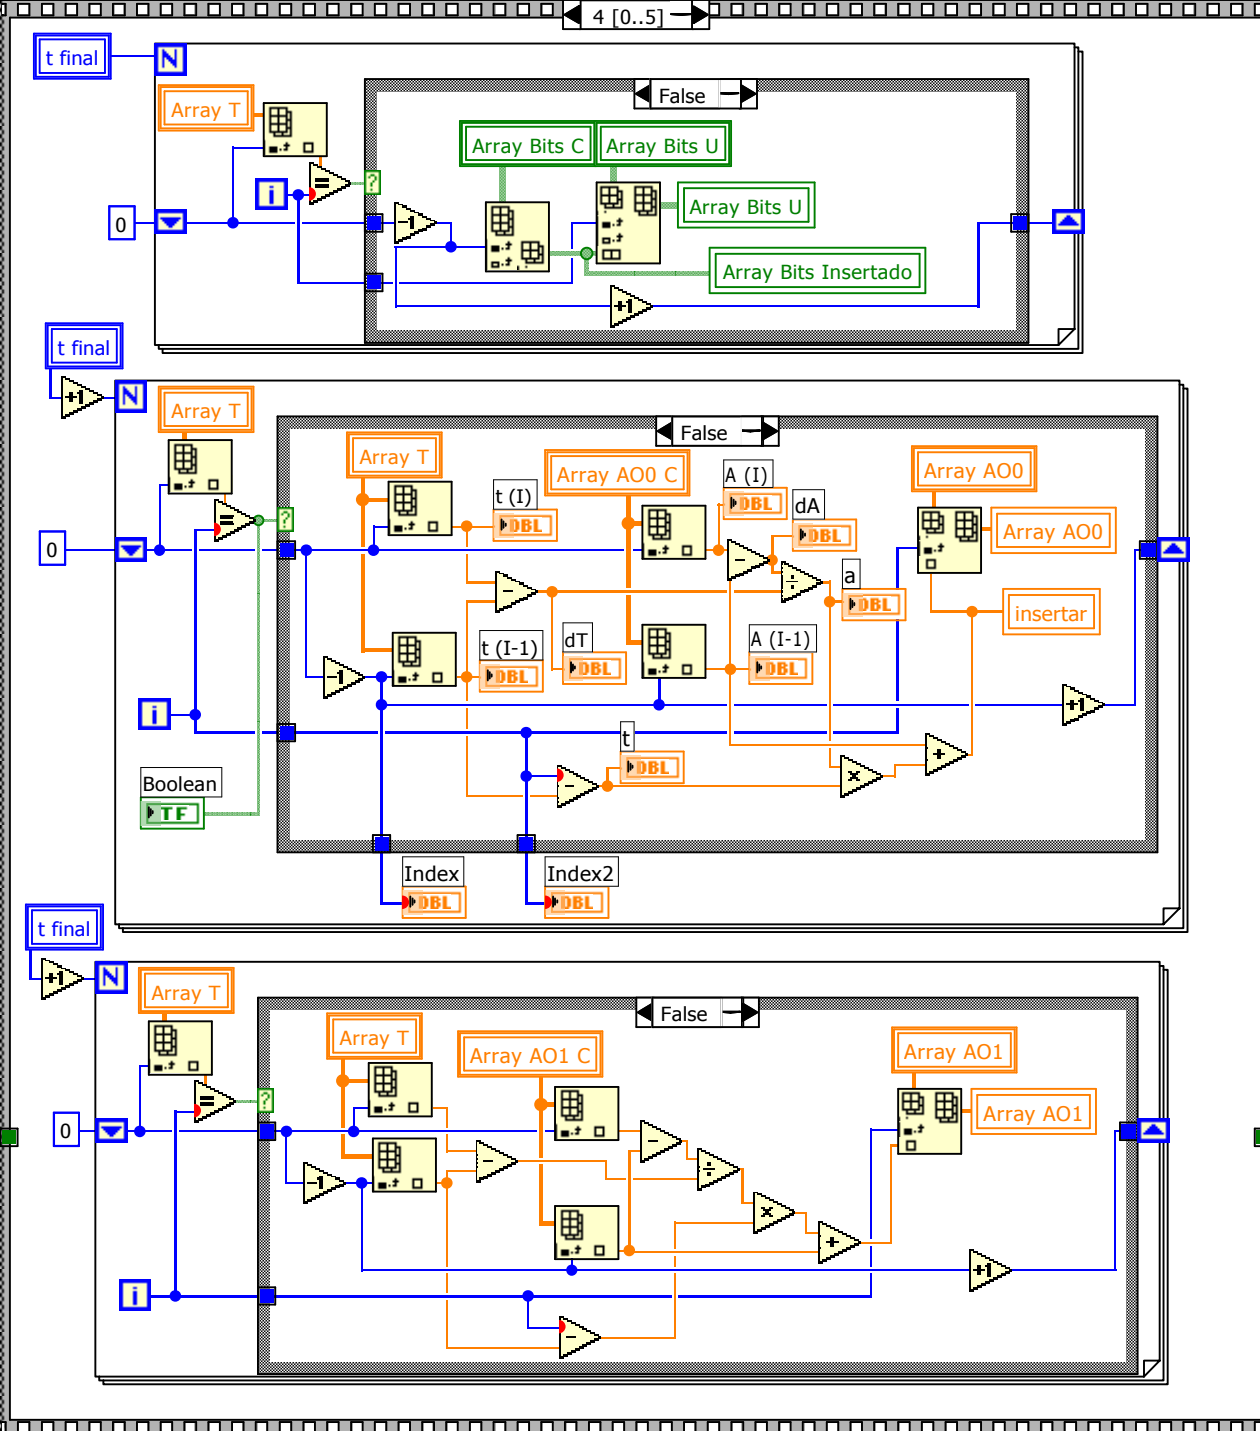 4 [0..5]
t final
N
Array T
False
Array Bits C
Array Bits U
=
?
i
Array Bits U
0
-1
Array Bits Insertado
+1
t final
+1
N
Array T
False
Array T
Array AO0 C
A (I)
Array AO0
t (I)
DBL
dA
=
?
DBL
DBL
Array AO0
0
-
÷
a
-
DBL
insertar
t (I-1)
dT
A (I-1)
-1
DBL
DBL
DBL
+1
i
t
+
DBL
Boolean
-
x
TF
Index
Index2
DBL
DBL
t final
+1
N
Array T
False
Array T
Array AO1 C
Array AO1
=
?
Array AO1
0
-
-
÷
-1
x
+
+1
i
-